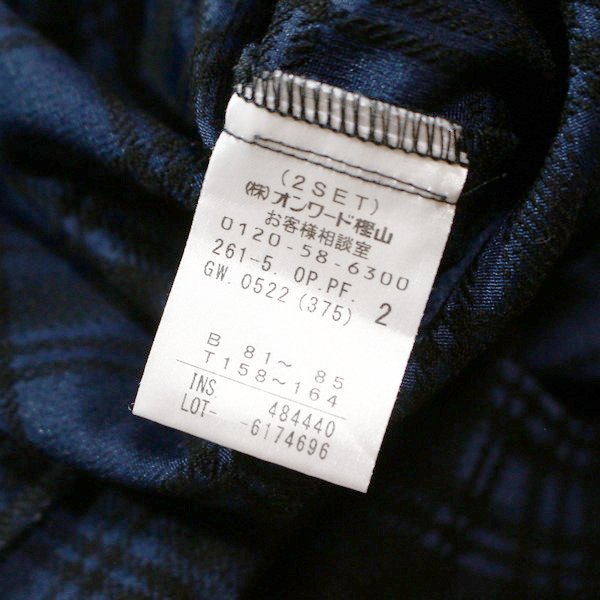 (2SET)
(株)オンワード樫山
お客様相談室
0120-58-6300
261-5. OP.PF.
GW. 0522 (375) 2
B 81～ 85
T 158～164
INS. 484440
LOT- -6174696